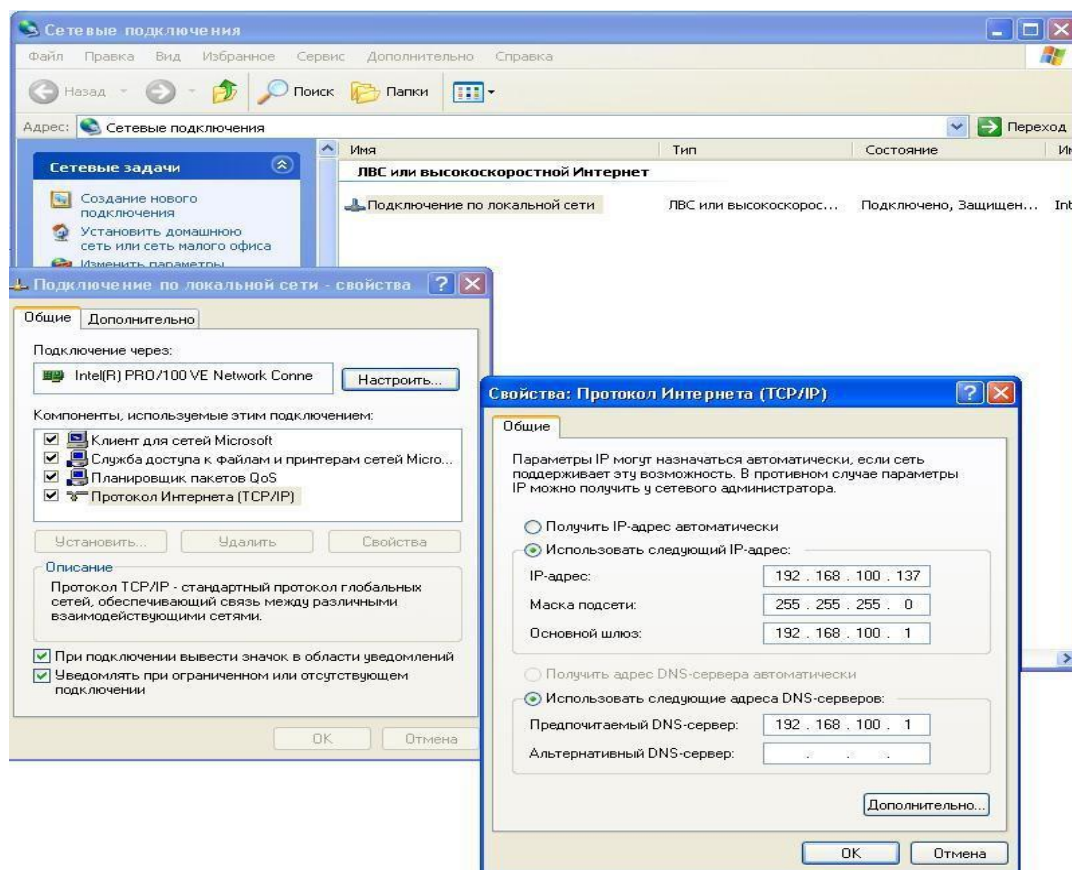 Сетевые подключения
Файл Правка Вид Избранное Сервис Дополнительно Справка
Назад Поиск Папки
Адрес: Сетевые подключения Переход
Сетевые задачи
Создание нового
подключения
Установить домашнюю
сеть или сеть малого офиса
Изменить параметры
Имя Тип Состояние
ЛВС или высокоскоростной Интернет
Подключение по локальной сети ЛВС или высокоскорос... Подключено, Защищен... Int
Подключение по локальной сети - свойства
Общие Дополнительно
Подключение через:
Intel(R) PRO/100 VE Network Conne
Настроить...
Компоненты, используемые этим подключением:
Клиент для сетей Microsoft
Служба доступа к файлам и принтерам сетей Micro...
Планировщик пакетов QoS
Протокол Интернета (TCP/IP)
Установить... Удалить Свойства
Описание
Протокол TCP/IP - стандартный протокол глобальных
сетей, обеспечивающий связь между различными
взаимодействующими сетями.
При подключении вывести значок в области уведомлений
Уведомлять при ограниченном или отсутствующем
подключении
OK Отмена
Свойства: Протокол Интернета (TCP/IP)
Общие
Параметры IP могут назначаться автоматически, если сеть
поддерживает эту возможность. В противном случае параметры
IP можно получить у сетевого администратора.
Получить IP-адрес автоматически
Использовать следующий IP-адрес:
IP-адрес: 192 . 168 . 100 . 137
Маска подсети: 255 . 255 . 255 . 0
Основной шлюз: 192 . 168 . 100 . 1
Получить адрес DNS-сервера автоматически
Использовать следующие адреса DNS-серверов:
Предпочитаемый DNS-сервер: 192 . 168 . 100 . 1
Альтернативный DNS-сервер: . . .
Дополнительно...
OK Отмена